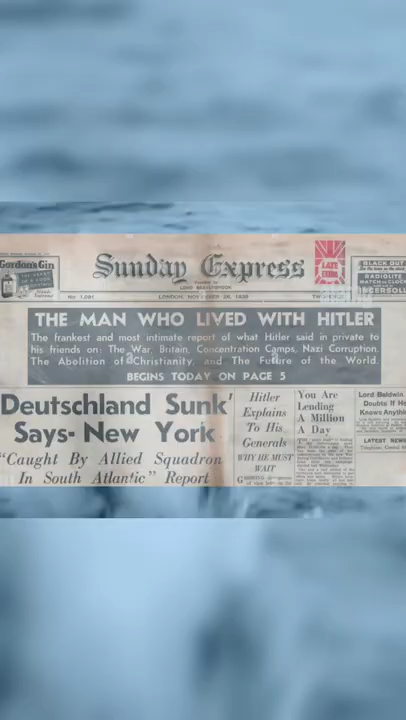 Gordon's Gin
Sunday Express
LATE
LORD BEAVERBROOK
No 1,091
LONDON, NOVEMBER 26, 1939
BLACK OUT
RADIOLITE
INGERSOLL
THE MAN WHO LIVED WITH HITLER
The frankest and most intimate report of what Hitler said in private to
his friends on: The War, Britain, Concentration Camps, Nazi Corruption,
The Abolition of Christianity, and The Future of the World.
BEGINS TODAY ON PAGE 5
Deutschland Sunk'
Says- New York
"Caught By Allied Squadron
In South Atlantic" Report
Hitler
Explains
To His
Generals
WHY HE MUST
WAIT
You Are
Lending
A Million
A Day
Lord Baldwin
Doubts If He
Knows Anything
LATEST NEWS